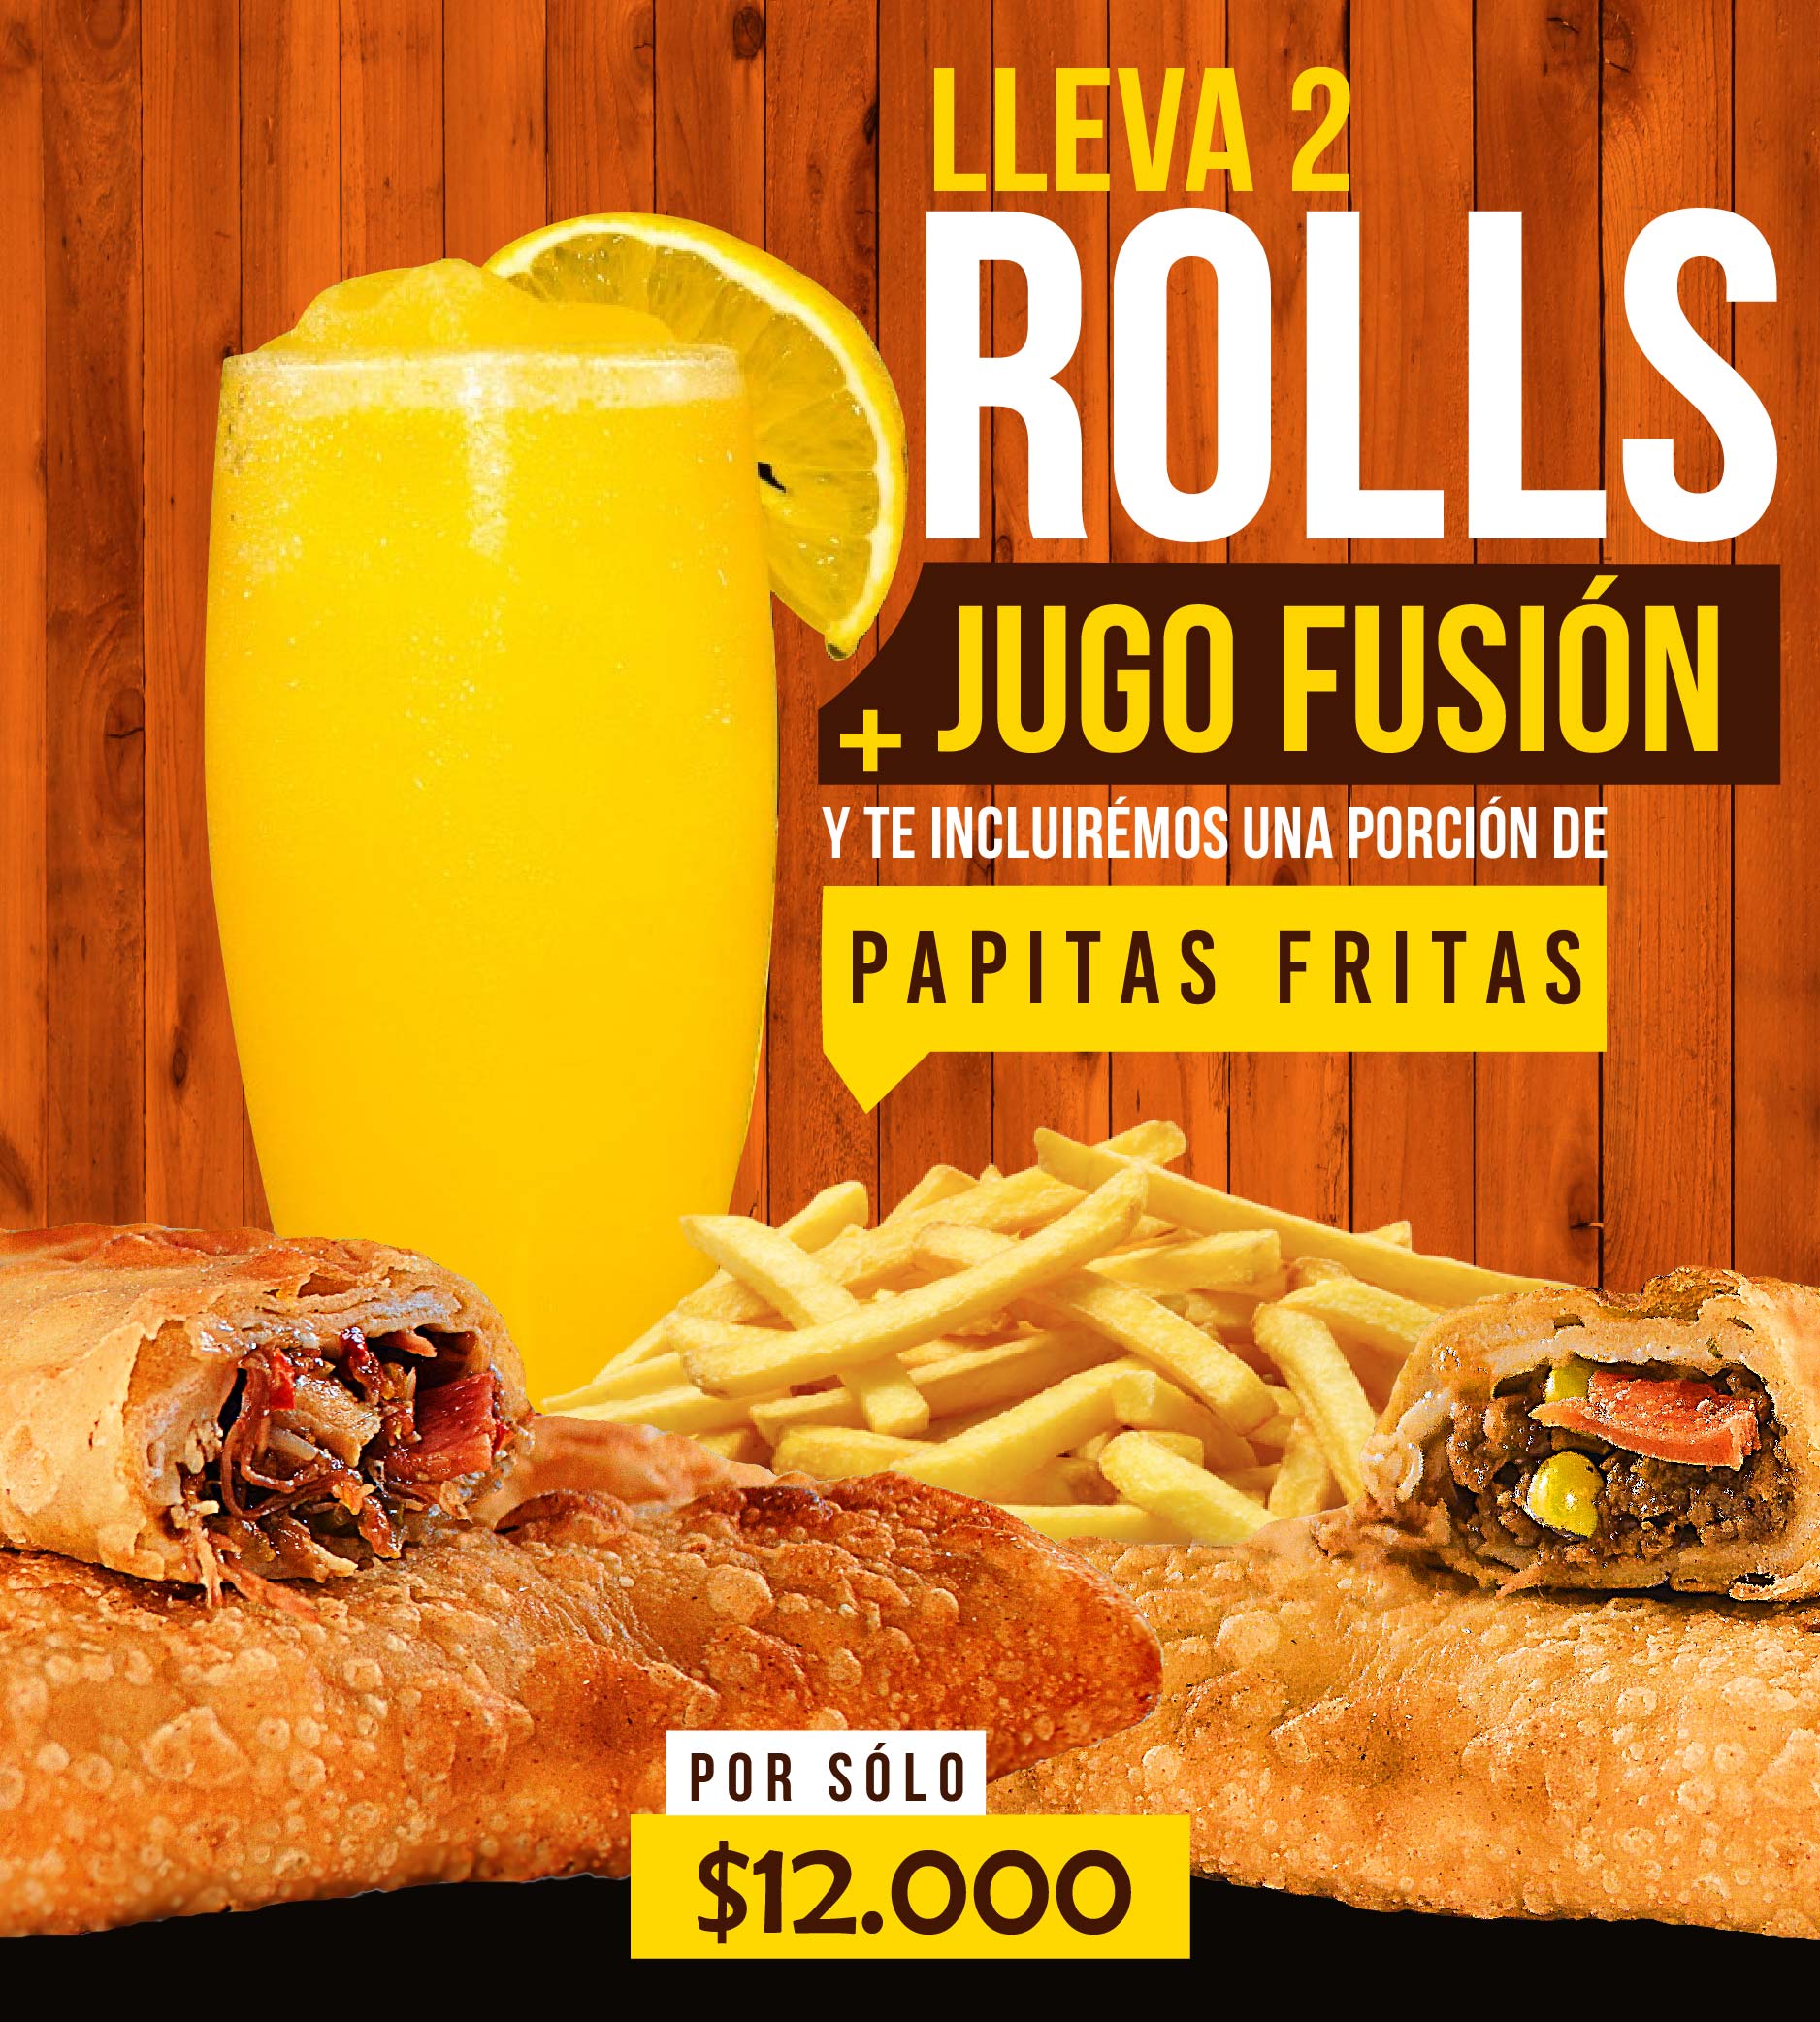 LLEVA 2
ROLLS
+ JUGO FUSIÓN
Y TE INCLUIRÉMOS UNA PORCIÓN DE
PAPITAS FRITAS
POR SÓLO
$12.000